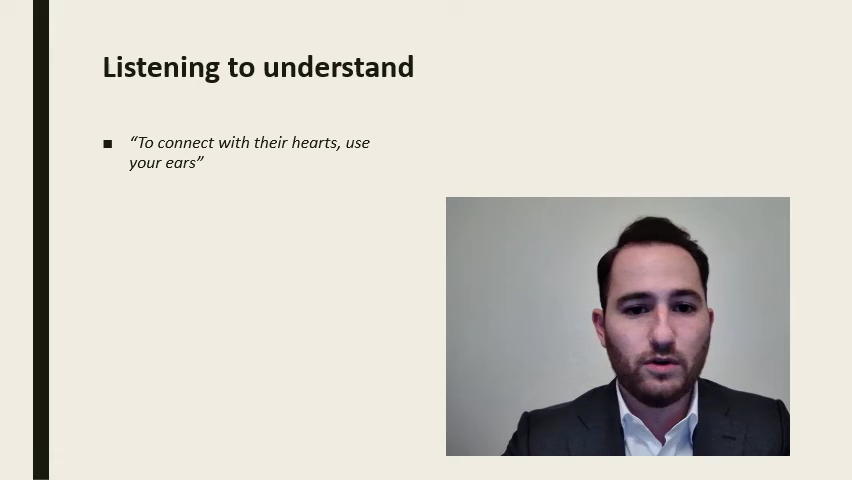 Listening to understand
“To connect with their hearts, use
your ears”